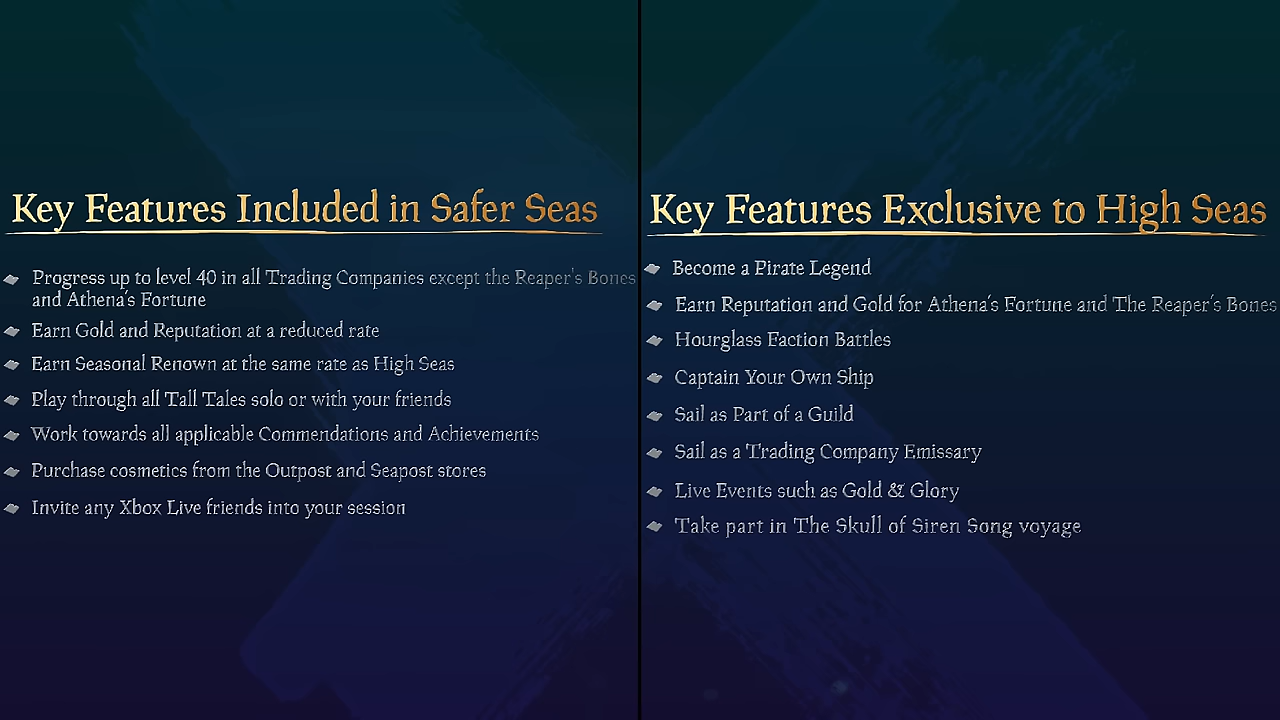 Key Features Included in Safer Seas
Progress up to level 40 in all Trading Companies except the Reaper's Bones
and Athena's Fortune
Earn Gold and Reputation at a reduced rate
Earn Seasonal Renown at the same rate as High Seas
Play through all Tall Tales solo or with your friends
Work towards all applicable Commendations and Achievements
Purchase cosmetics from the Outpost and Seapost stores
Invite any Xbox Live friends into your session
Key Features Exclusive to High Seas
Become a Pirate Legend
Earn Reputation and Gold for Athena's Fortune and The Reaper's Bones
Hourglass Faction Battles
Captain Your Own Ship
Sail as Part of a Guild
Sail as a Trading Company Emissary
Live Events such as Gold & Glory
Take part in The Skull of Siren Song voyage